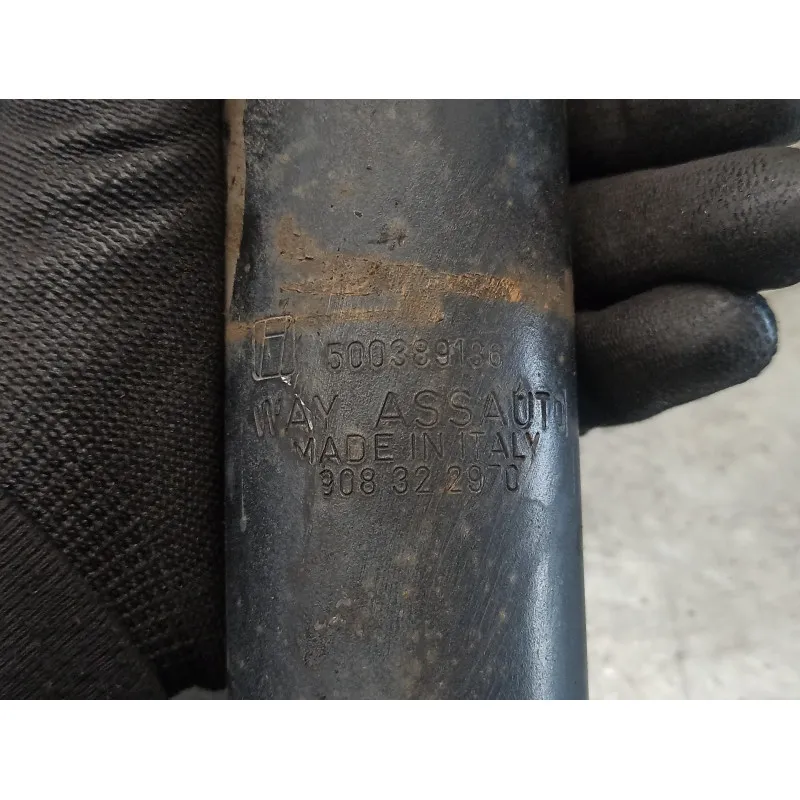 500389136
WAY ASSAUTO
MADE IN ITALY
908 32 2970